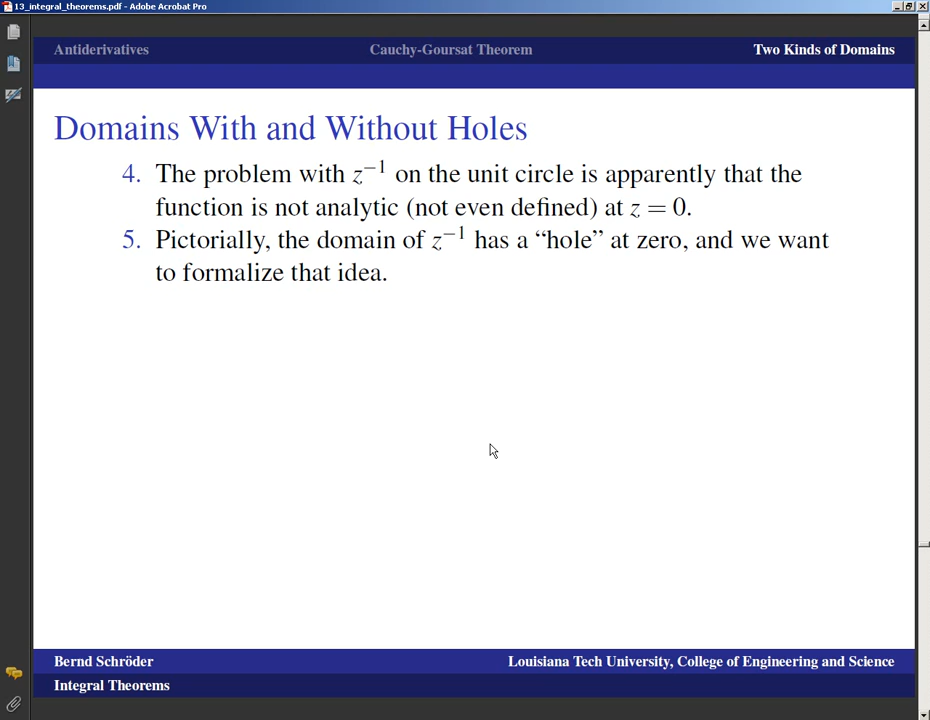 13_integral_theorems.pdf - Adobe Acrobat Pro
Antiderivatives Cauchy-Goursat Theorem Two Kinds of Domains
Domains With and Without Holes
4. The problem with z⁻¹ on the unit circle is apparently that the
function is not analytic (not even defined) at z = 0.
5. Pictorially, the domain of z⁻¹ has a “hole” at zero, and we want
to formalize that idea.
Bernd Schröder Louisiana Tech University, College of Engineering and Science
Integral Theorems